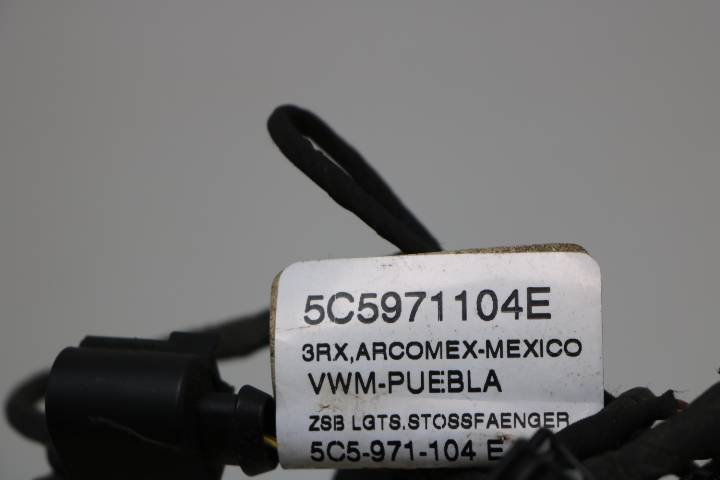 5C5971104E
3RX,ARCOMEX-MEXICO
VWM-PUEBLA
ZSB LGTS.STOSSFAENGER
5C5-971-104 E